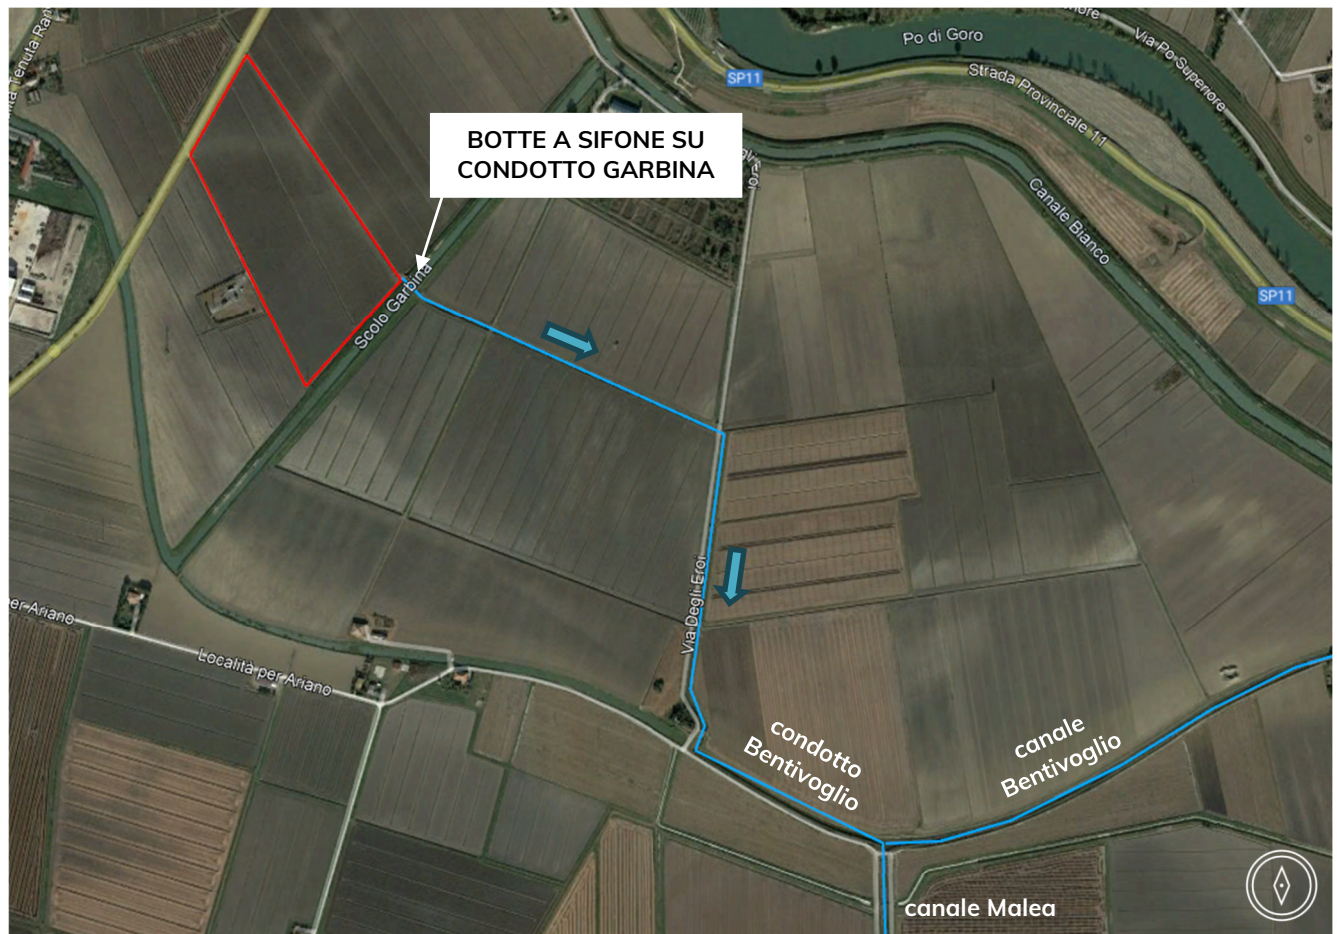 Po di Goro
Via Po Superiore
SP11
Strada Provinciale 11
BOTTE A SIFONE SU
CONDOTTO GARBINA
Canale Bianco
Scolo Garbina
SP11
Via Degli Eroi
er Ariano
Località per Ariano
condotto
Bentivoglio
canale
Bentivoglio
canale Malea